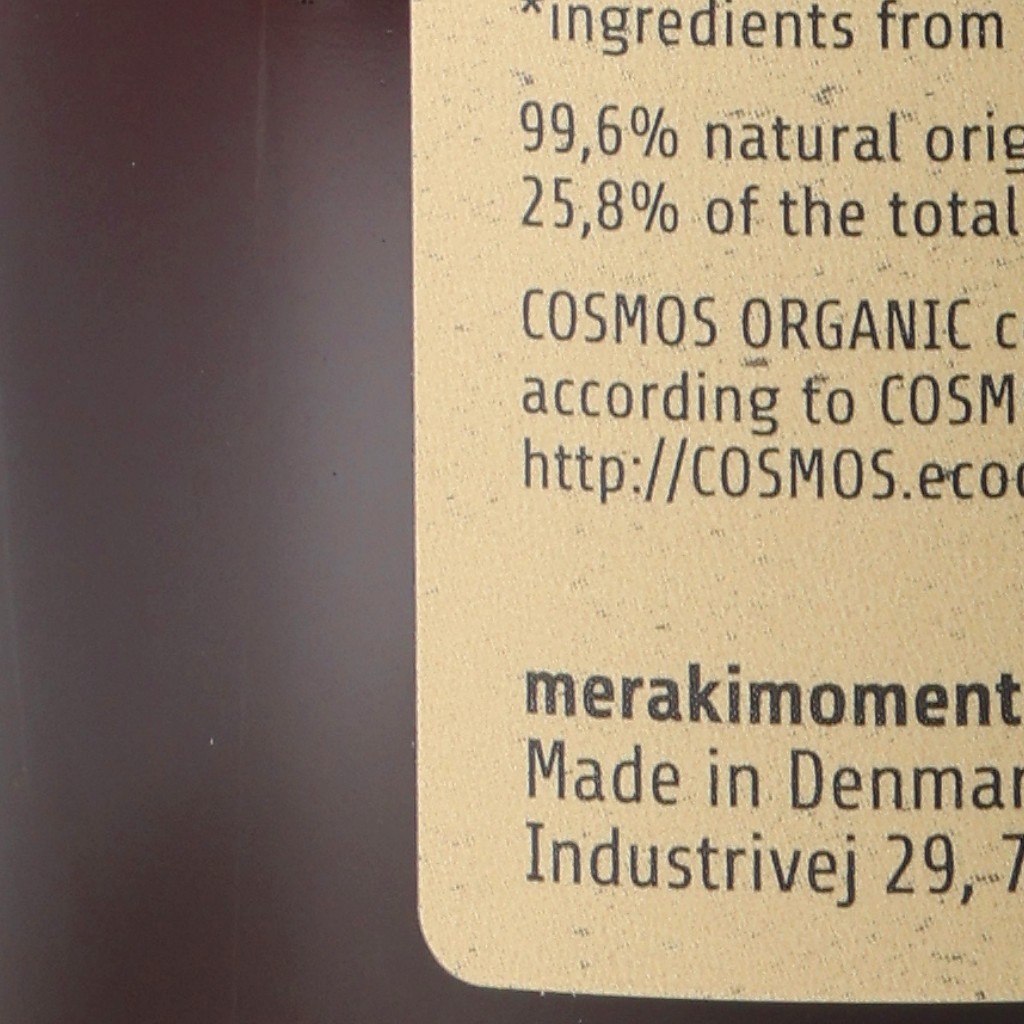 *ingredients from
99,6% natural orig
25,8% of the total
COSMOS ORGANIC c
according to COSM
http://COSMOS.ecoc
merakimoment
Made in Denmar
Industrivej 29, 7